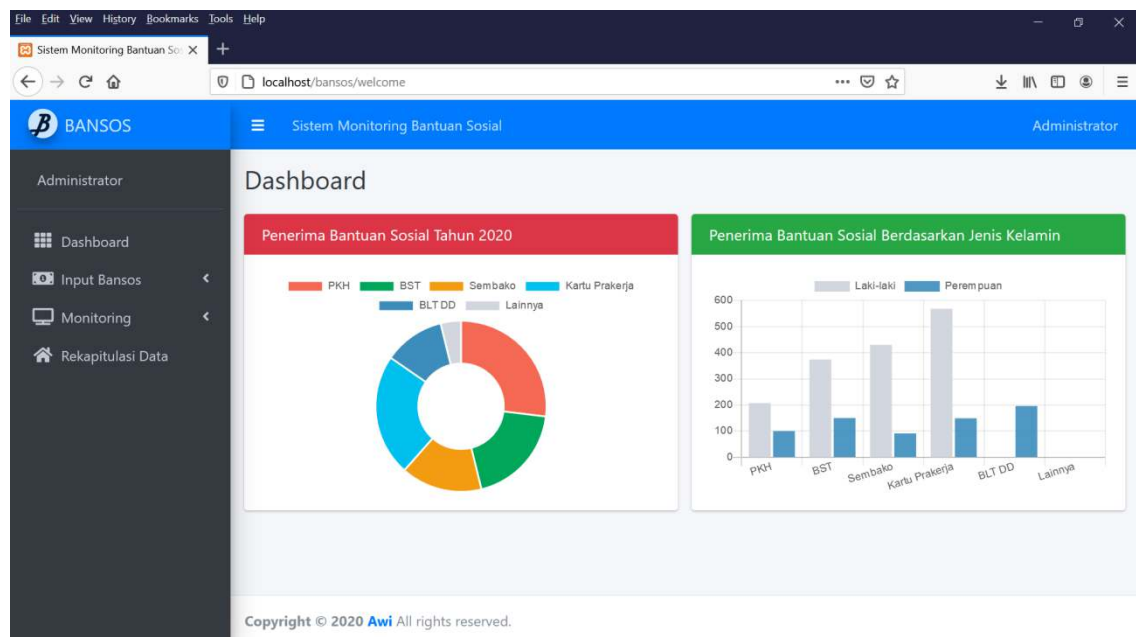 File Edit View History Bookmarks Tools Help
Sistem Monitoring Bantuan Sos
localhost/bansos/welcome
B BANSOS
Sistem Monitoring Bantuan Sosial
Administrator
Administrator
Dashboard
Input Bansos
Monitoring
Rekapitulasi Data
Dashboard
Penerima Bantuan Sosial Tahun 2020
PKH BST Sembako Kartu Prakerja
BLT DD Lainnya
Penerima Bantuan Sosial Berdasarkan Jenis Kelamin
Laki-laki Perempuan
600
500
400
300
200
100
0
PKH BST Sembako Kartu Prakerja BLT DD Lainnya
Copyright © 2020 Awi All rights reserved.